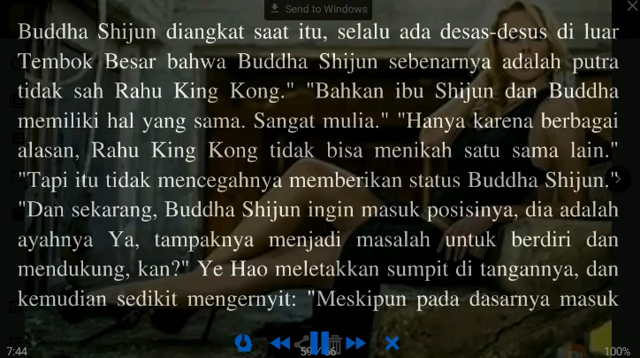 Send to Windows
Buddha Shijun diangkat saat itu, selalu ada desas-desus di luar
Tembok Besar bahwa Buddha Shijun sebenarnya adalah putra
tidak sah Rahu King Kong." "Bahkan ibu Shijun dan Buddha
memiliki hal yang sama. Sangat mulia." "Hanya karena berbagai
alasan, Rahu King Kong tidak bisa menikah satu sama lain."
"Tapi itu tidak mencegahnya memberikan status Buddha Shijun."
"Dan sekarang, Buddha Shijun ingin masuk posisinya, dia adalah
ayahnya Ya, tampaknya menjadi masalah untuk berdiri dan
mendukung, kan?" Ye Hao meletakkan sumpit di tangannya, dan
kemudian sedikit mengernyit: "Meskipun pada dasarnya masuk
7:44
100%